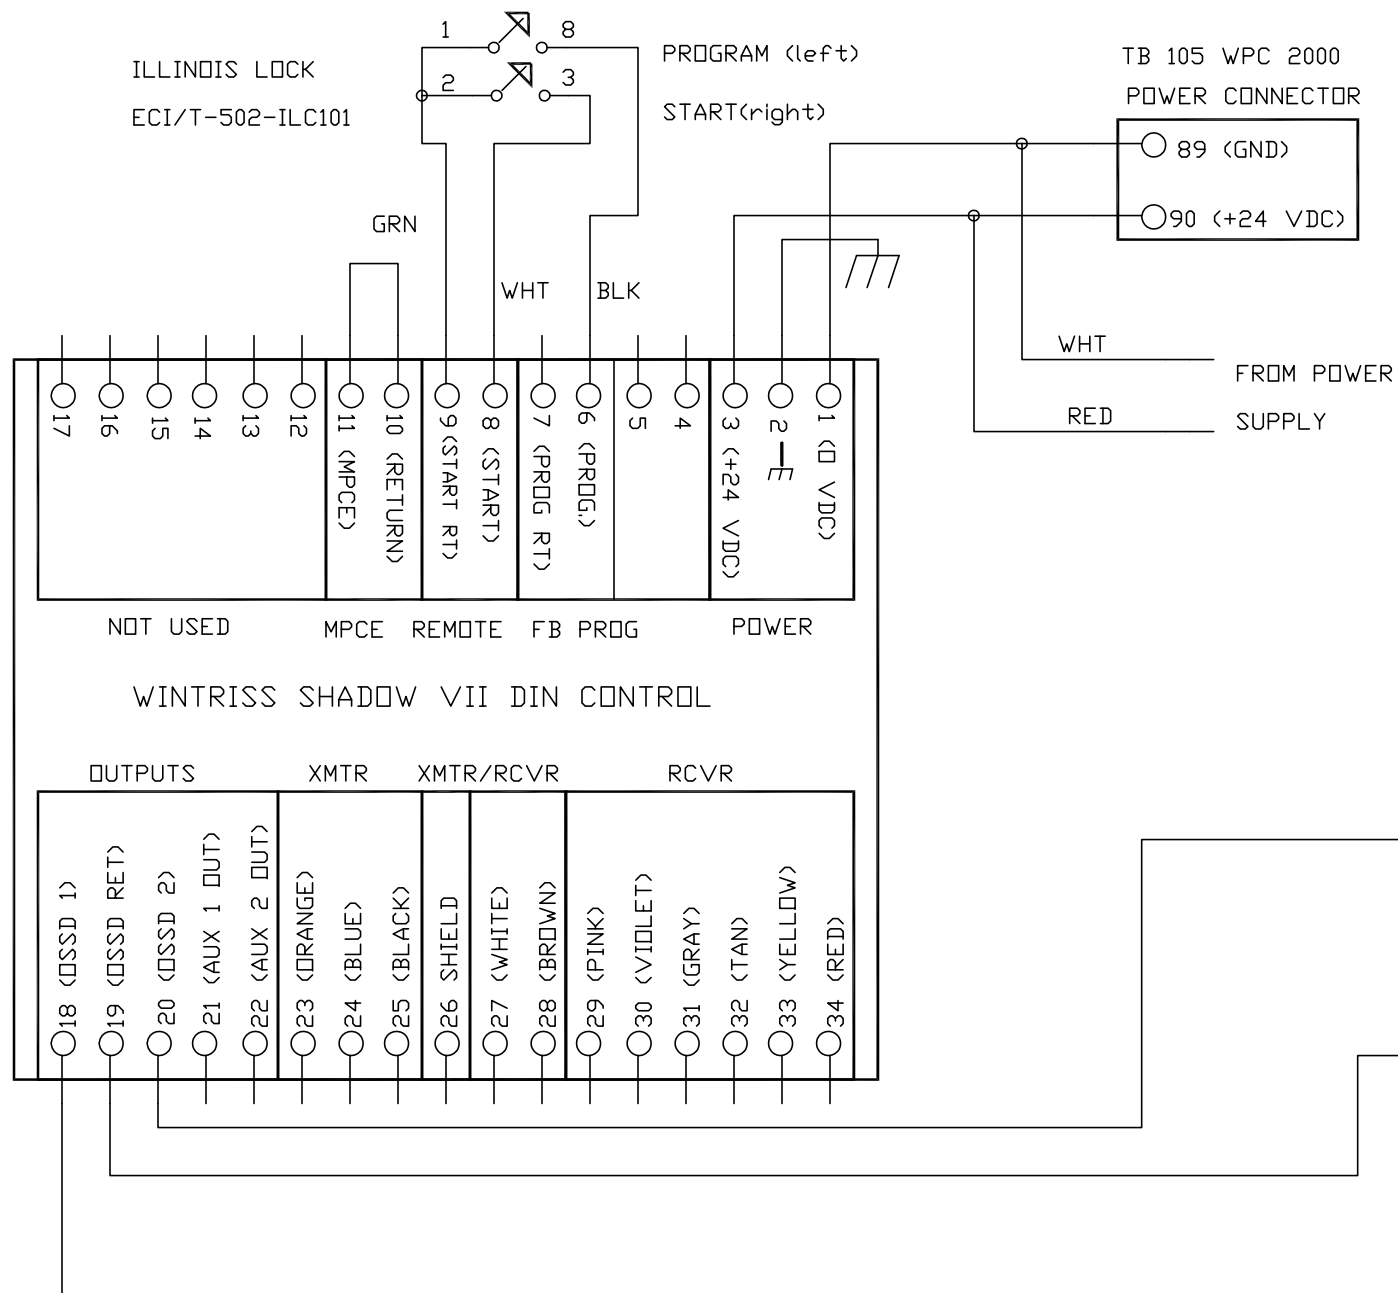 1
8
PROGRAM (left)
TB 105 WPC 2000
ILLINOIS LOCK
2
3
POWER CONNECTOR
ECI/T-502-ILC101
START(right)
89 (GND)
90 (+24 VDC)
GRN
WHT
BLK
WHT
FROM POWER
RED
SUPPLY
17
16
15
14
13
12
11 (MPCE)
10 (RETURN)
9 (START RT)
8 (START)
7 (PROG RT)
6 (PROG.)
5
4
3 (+24 VDC)
2
1 (0 VDC)
NOT USED
MPCE
REMOTE
FB PROG
POWER
WINTRISS SHADOW VII DIN CONTROL
OUTPUTS
XMTR
XMTR/RCVR
RCVR
18 (OSSD 1)
19 (OSSD RET)
20 (OSSD 2)
21 (AUX 1 OUT)
22 (AUX 2 OUT)
23 (ORANGE)
24 (BLUE)
25 (BLACK)
26 SHIELD
27 (WHITE)
28 (BROWN)
29 (PINK)
30 (VIOLET)
31 (GRAY)
32 (TAN)
33 (YELLOW)
34 (RED)